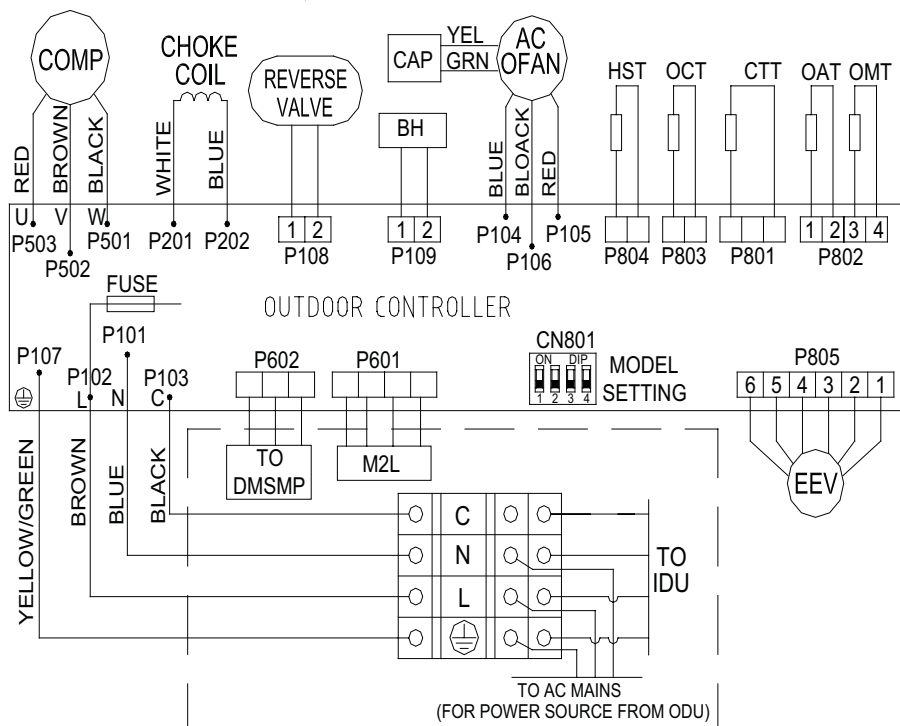 COMP
CHOKE
COIL
REVERSE
VALVE
CAP
YEL
GRN
AC
OFAN
BH
HST
OCT
CTT
OAT
OMT
RED
BROWN
BLACK
WHITE
BLUE
BLUE
BLOACK
RED
U
V
W
P503
P502
P501
P201
P202
1 2
P108
1 2
P109
P104
P106
P105
P804
P803
P801
1 2 3 4
P802
FUSE
OUTDOOR CONTROLLER
P107
P102
L
P101
N
P103
C
P602
P601
CN801
ON DIP
1 2 3 4
MODEL
SETTING
P805
6 5 4 3 2 1
EEV
TO
DMSMP
M2L
YELLOW/GREEN
BROWN
BLUE
BLACK
C
N
L
TO
IDU
TO AC MAINS
(FOR POWER SOURCE FROM ODU)